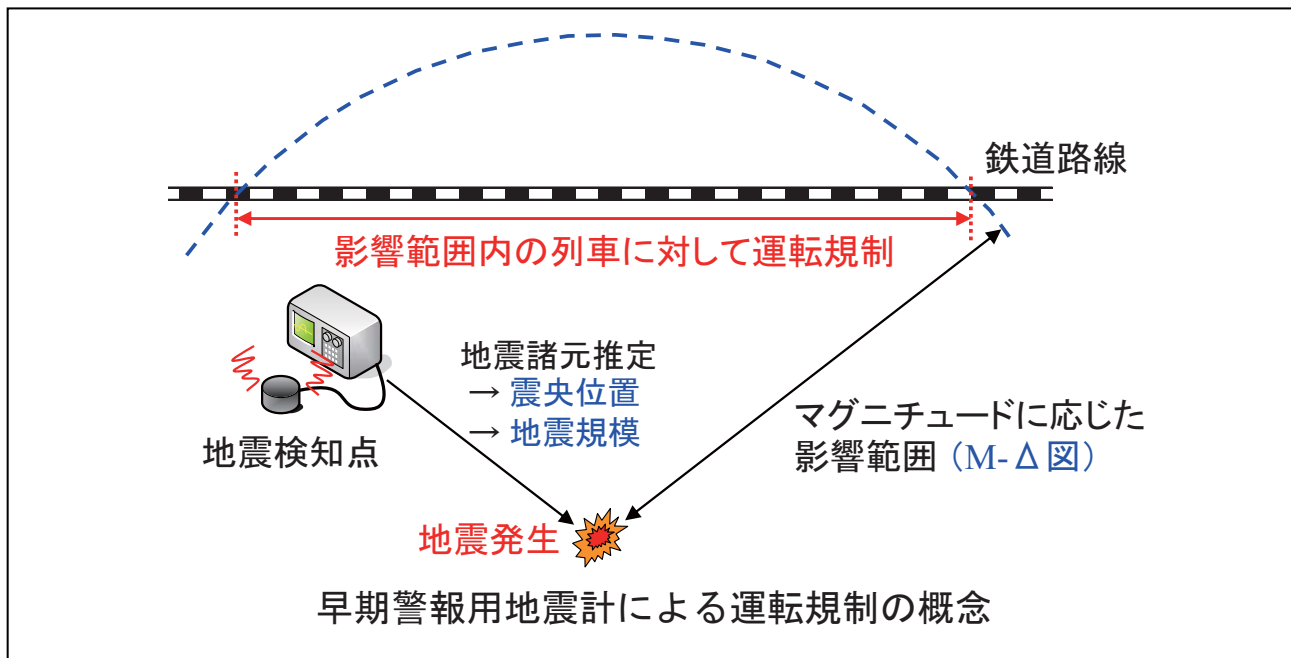 鉄道路線
影響範囲内の列車に対して運転規制
地震諸元推定
→ 震央位置
→ 地震規模
地震検知点
マグニチュードに応じた
影響範囲（M-Δ図）
地震発生
早期警報用地震計による運転規制の概念